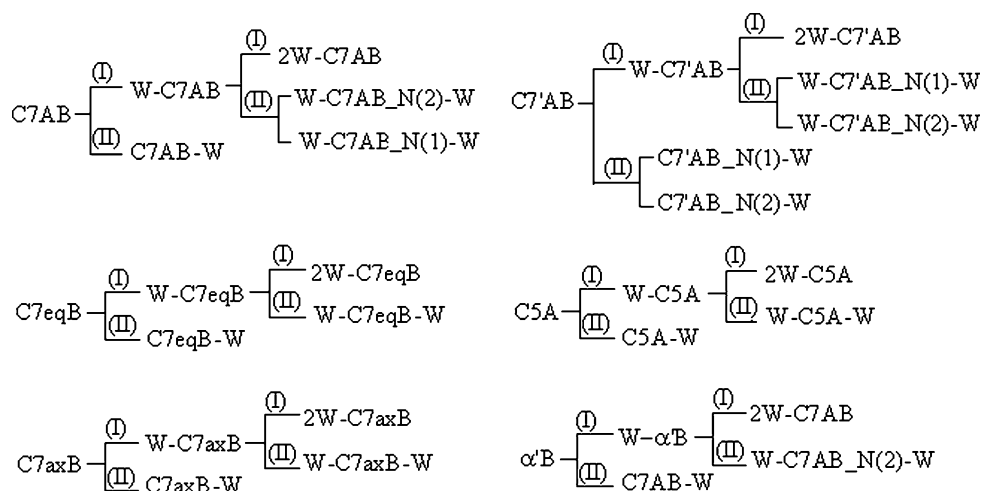 C7AB
(I)
W-C7AB
(I)
2W-C7AB
(II)
W-C7AB_N(2)-W
W-C7AB_N(1)-W
(II)
C7AB-W
C7'AB
(I)
W-C7'AB
(I)
2W-C7'AB
(II)
W-C7'AB_N(1)-W
W-C7'AB_N(2)-W
(II)
C7'AB_N(1)-W
C7'AB_N(2)-W
C7eqB
(I)
W-C7eqB
(I)
2W-C7eqB
(II)
W-C7eqB-W
(II)
C7eqB-W
C5A
(I)
W-C5A
(I)
2W-C5A
(II)
W-C5A-W
(II)
C5A-W
C7axB
(I)
W-C7axB
(I)
2W-C7axB
(II)
W-C7axB-W
(II)
C7axB-W
α'B
(I)
W-α'B
(I)
2W-C7AB
(II)
W-C7AB_N(2)-W
(II)
C7AB-W